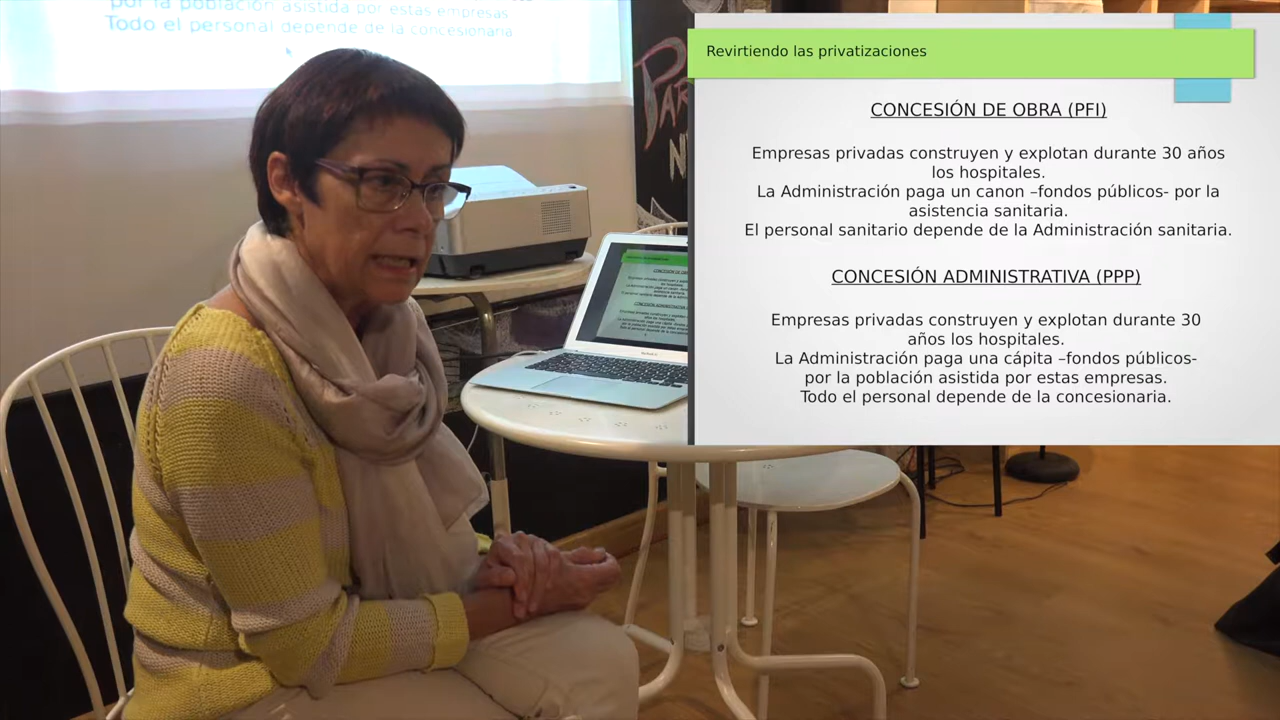 por la población asistida por estas empresas
Todo el personal depende de la concesionaria
Revirtiendo las privatizaciones
CONCESIÓN DE OBRA (PFI)
Empresas privadas construyen y explotan durante 30 años
los hospitales.
La Administración paga un canon –fondos públicos- por la
asistencia sanitaria.
El personal sanitario depende de la Administración sanitaria.
CONCESIÓN ADMINISTRATIVA (PPP)
Empresas privadas construyen y explotan durante 30
años los hospitales.
La Administración paga una cápita –fondos públicos-
por la población asistida por estas empresas.
Todo el personal depende de la concesionaria.